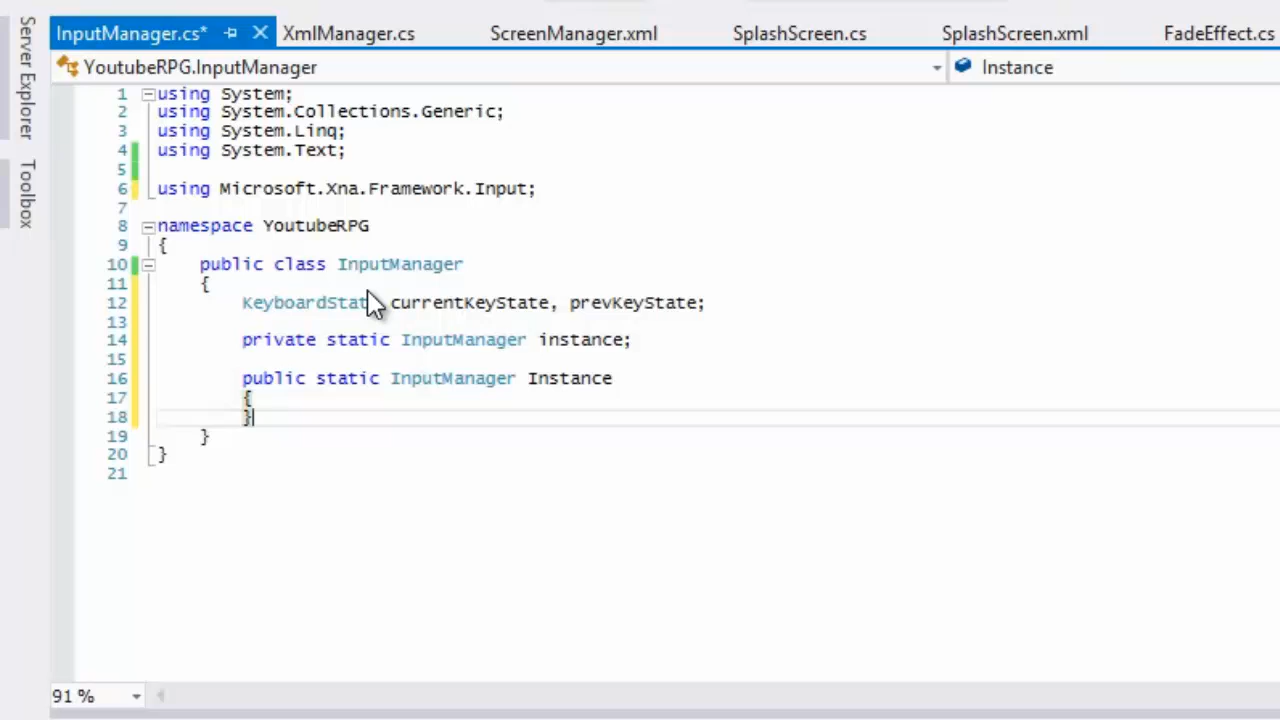 Server Explorer
Toolbox
InputManager.cs*
XmlManager.cs
ScreenManager.xml
SplashScreen.cs
SplashScreen.xml
FadeEffect.cs
YoutubeRPG.InputManager
Instance
1 using System;
2 using System.Collections.Generic;
3 using System.Linq;
4 using System.Text;
5
6 using Microsoft.Xna.Framework.Input;
7
8 namespace YoutubeRPG
9 {
10 public class InputManager
11 {
12 KeyboardState currentKeyState, prevKeyState;
13
14 private static InputManager instance;
15
16 public static InputManager Instance
17 {
18 }
19 }
20 }
21
91 %